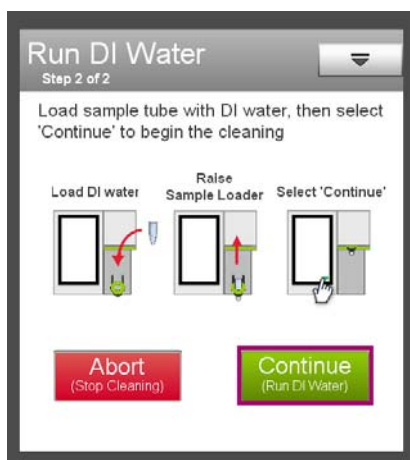 Run DI Water
Step 2 of 2
Load sample tube with DI water, then select
'Continue' to begin the cleaning
Load DI water
Raise
Sample Loader
Select 'Continue'
Abort
(Stop Cleaning)
Continue
(Run DI Water)